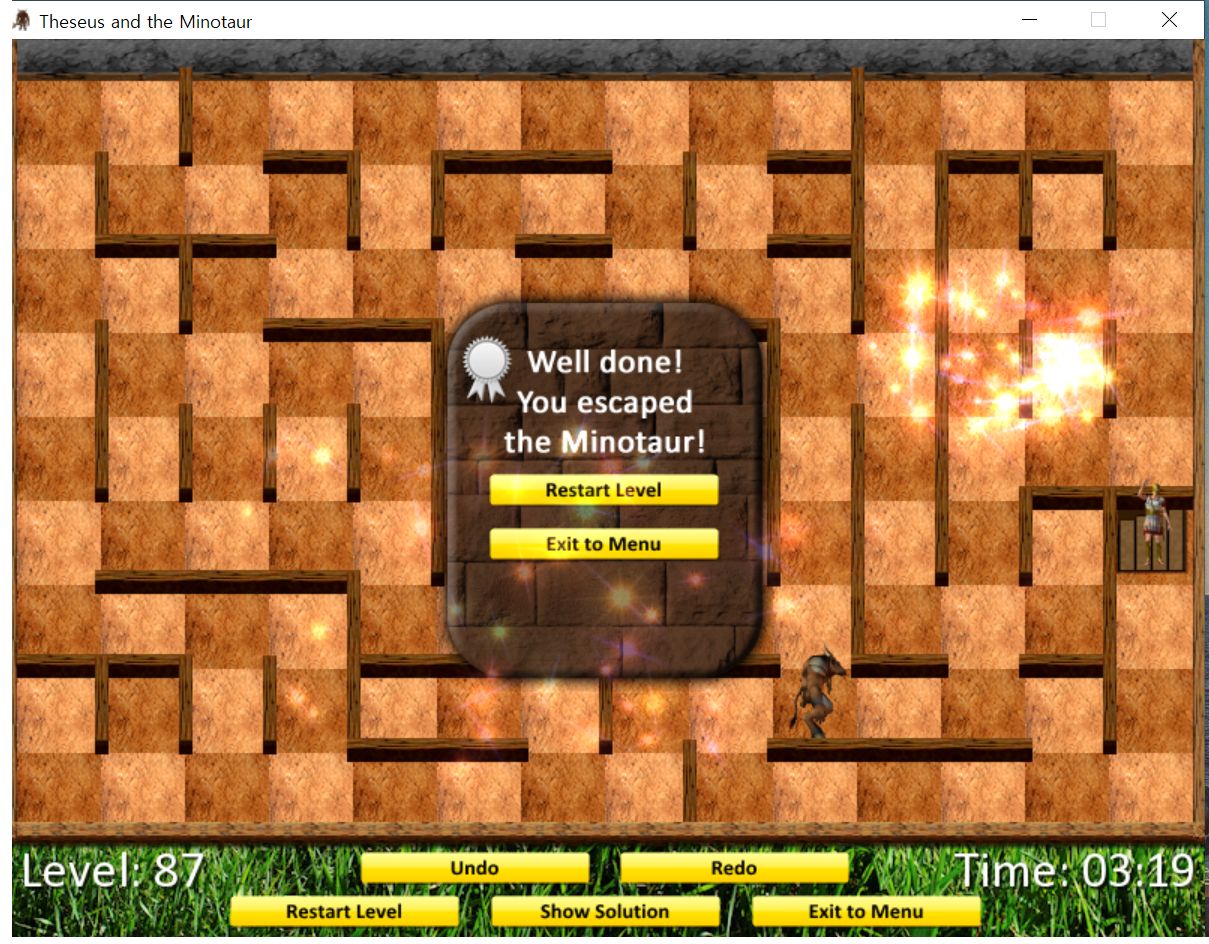 Theseus and the Minotaur
Well done!
You escaped
the Minotaur!
Restart Level
Exit to Menu
Level: 87
Undo
Redo
Time: 03:19
Restart Level
Show Solution
Exit to Menu